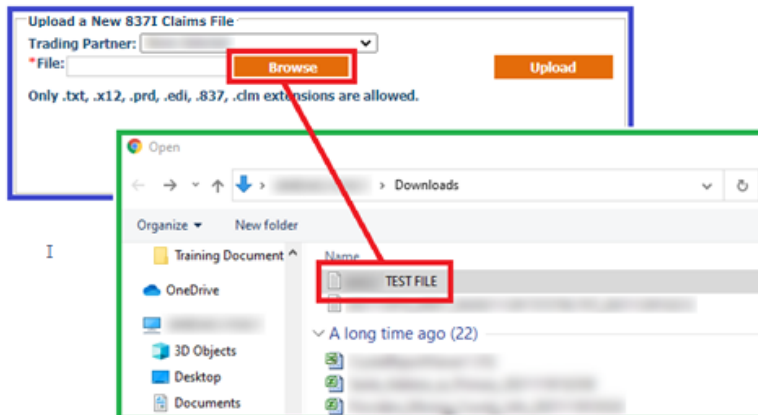 Upload a New 837I Claims File
Trading Partner:
*File: Browse Upload
Only .txt, .x12, .prd, .edi, .837, .clm extensions are allowed.
Open
Downloads
Organize New folder
Name
Training Document
TEST FILE
OneDrive
A long time ago (22)
3D Objects
Desktop
Documents